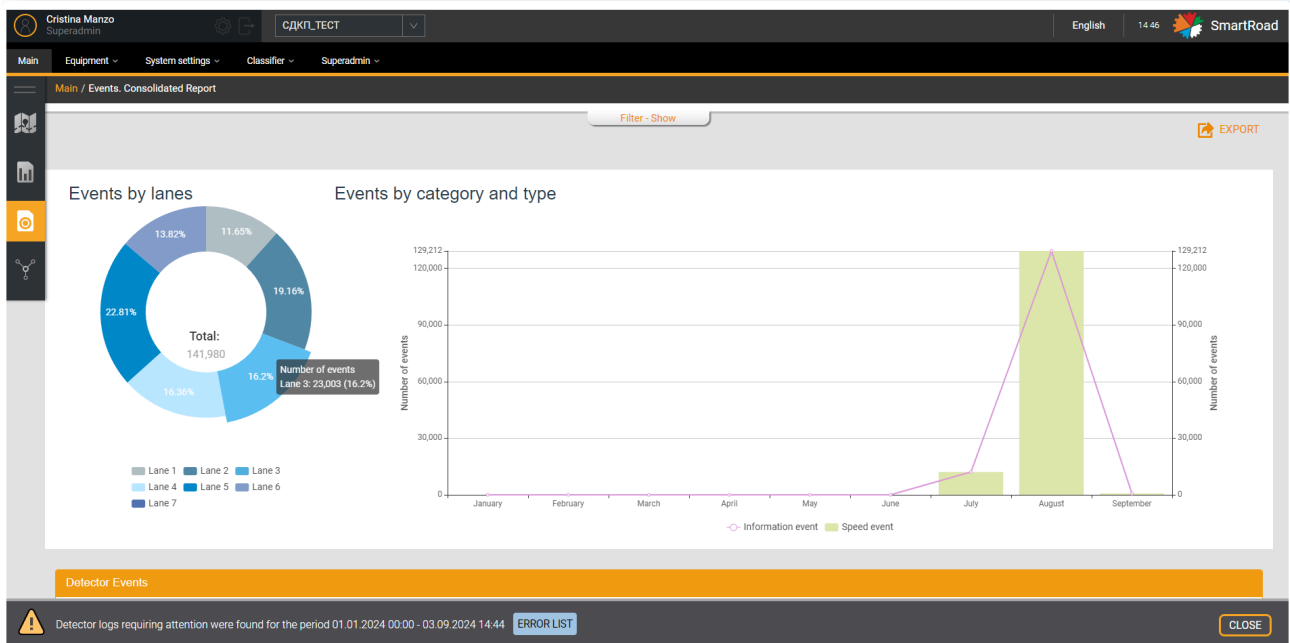 Cristina Manzo
Superadmin
СДКП_ТЕСТ
English
14 46
SmartRoad
Main
Equipment
System settings
Classifier
Superadmin
Main / Events. Consolidated Report
Filter - Show
EXPORT
Events by lanes
Events by category and type
13.82%
11.65%
19.16%
22.81%
16.2%
16.36%
Total:
141,980
Number of events
Lane 3: 23,003 (16.2%)
Lane 1
Lane 2
Lane 3
Lane 4
Lane 5
Lane 6
Lane 7
129,212
120,000
90,000
60,000
30,000
0
Number of events
129,212
120,000
90,000
60,000
30,000
0
Number of events
January
February
March
April
May
June
July
August
September
Information event
Speed event
Detector Events
Detector logs requiring attention were found for the period 01.01.2024 00:00 - 03.09.2024 14:44
ERROR LIST
CLOSE